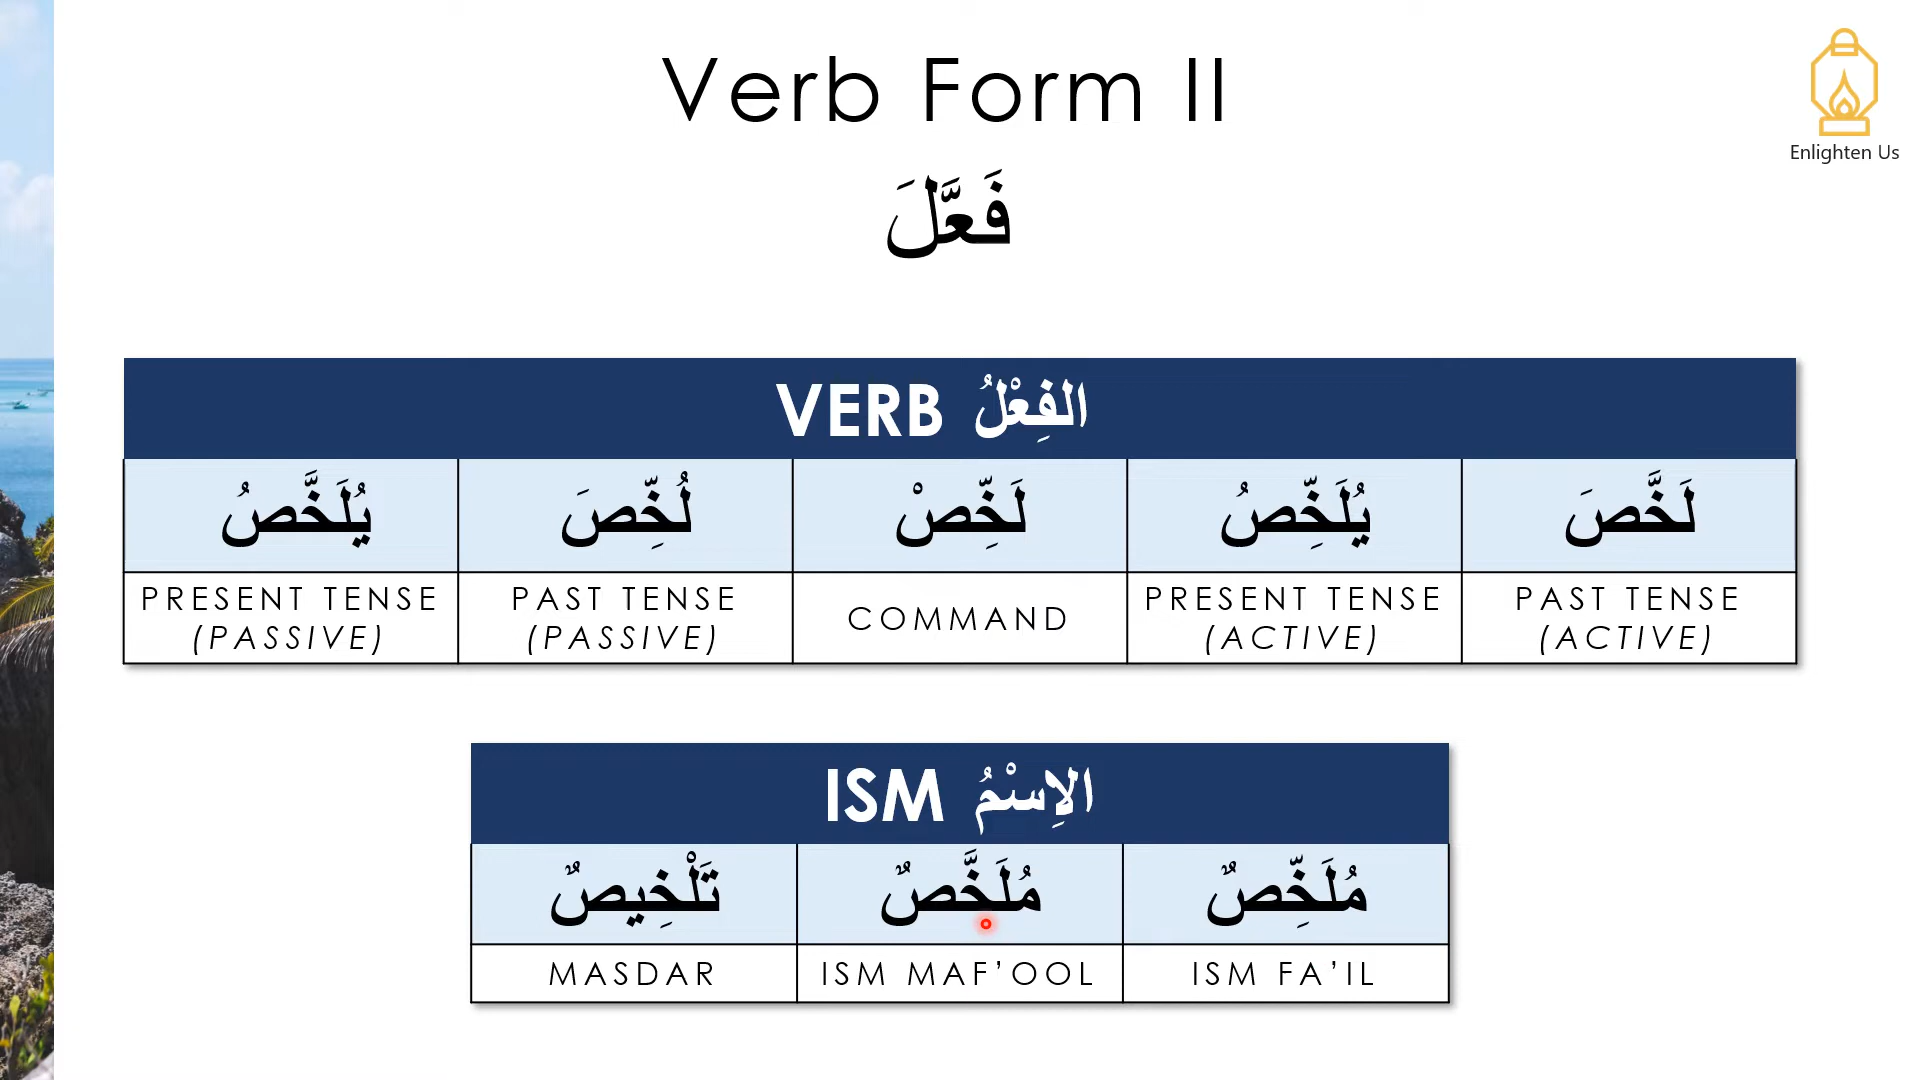 Verb Form II
Enlighten Us
فَعَّلَ
VERB الفِعْلُ
يُلَخَّصُ
لُخِّصَ
لَخِّصْ
يُلَخِّصُ
لَخَّصَ
PRESENT TENSE
(PASSIVE)
PAST TENSE
(PASSIVE)
COMMAND
PRESENT TENSE
(ACTIVE)
PAST TENSE
(ACTIVE)
ISM الاِسْمُ
تَلْخِيصٌ
مُلَخَّصٌ
مُلَخِّصٌ
MASDAR
ISM MAF’OOL
ISM FA’IL